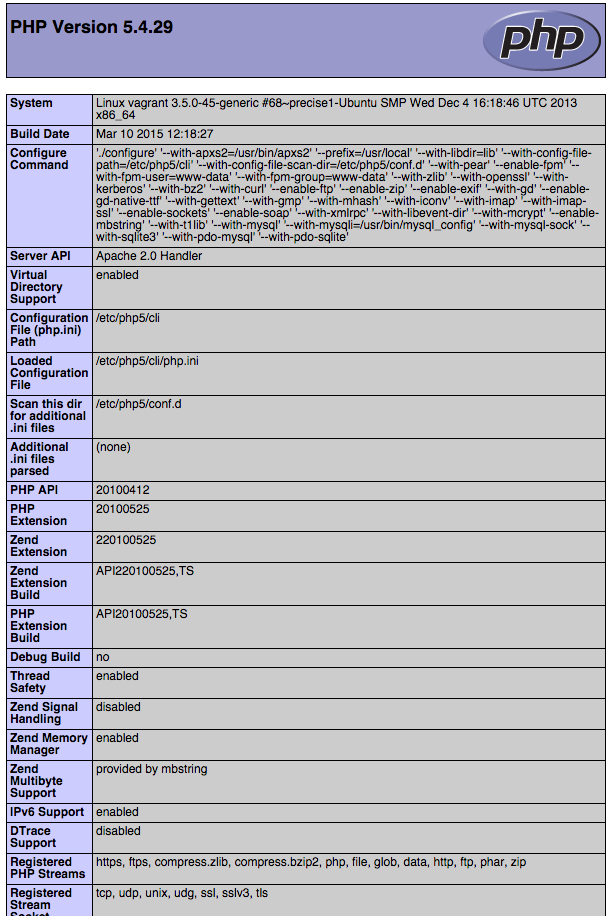 PHP Version 5.4.29
php
System
Linux vagrant 3.5.0-45-generic #68~precise1-Ubuntu SMP Wed Dec 4 16:18:46 UTC 2013
x86_64
Build Date
Mar 10 2015 12:18:27
Configure
Command
'./configure' '--with-apxs2=/usr/bin/apxs2' '--prefix=/usr/local' '--with-libdir=lib' '--with-config-file-
path=/etc/php5/cli' '--with-config-file-scan-dir=/etc/php5/conf.d' '--with-pear' '--enable-fpm' '--
with-fpm-user=www-data' '--with-fpm-group=www-data' '--with-zlib' '--with-openssl' '--with-
kerberos' '--with-bz2' '--with-curl' '--enable-ftp' '--enable-zip' '--enable-exif' '--with-gd' '--enable-
gd-native-ttf' '--with-gettext' '--with-gmp' '--with-mhash' '--with-iconv' '--with-imap' '--with-imap-
ssl' '--enable-sockets' '--enable-soap' '--with-xmlrpc' '--with-libevent-dir' '--with-mcrypt' '--enable-
mbstring' '--with-t1lib' '--with-mysql' '--with-mysqli=/usr/bin/mysql_config' '--with-mysql-sock' '--
with-sqlite3' '--with-pdo-mysql' '--with-pdo-sqlite'
Server API
Apache 2.0 Handler
Virtual
Directory
Support
enabled
Configuration
File (php.ini)
Path
/etc/php5/cli
Loaded
Configuration
File
/etc/php5/cli/php.ini
Scan this dir
for additional
.ini files
/etc/php5/conf.d
Additional
.ini files
parsed
(none)
PHP API
20100412
PHP
Extension
20100525
Zend
Extension
220100525
Zend
Extension
Build
API220100525,TS
PHP
Extension
Build
API20100525,TS
Debug Build
no
Thread
Safety
enabled
Zend Signal
Handling
disabled
Zend Memory
Manager
enabled
Zend
Multibyte
Support
provided by mbstring
IPv6 Support
enabled
DTrace
Support
disabled
Registered
PHP Streams
https, ftps, compress.zlib, compress.bzip2, php, file, glob, data, http, ftp, phar, zip
Registered
Stream
Socket
tcp, udp, unix, udg, ssl, sslv3, tls